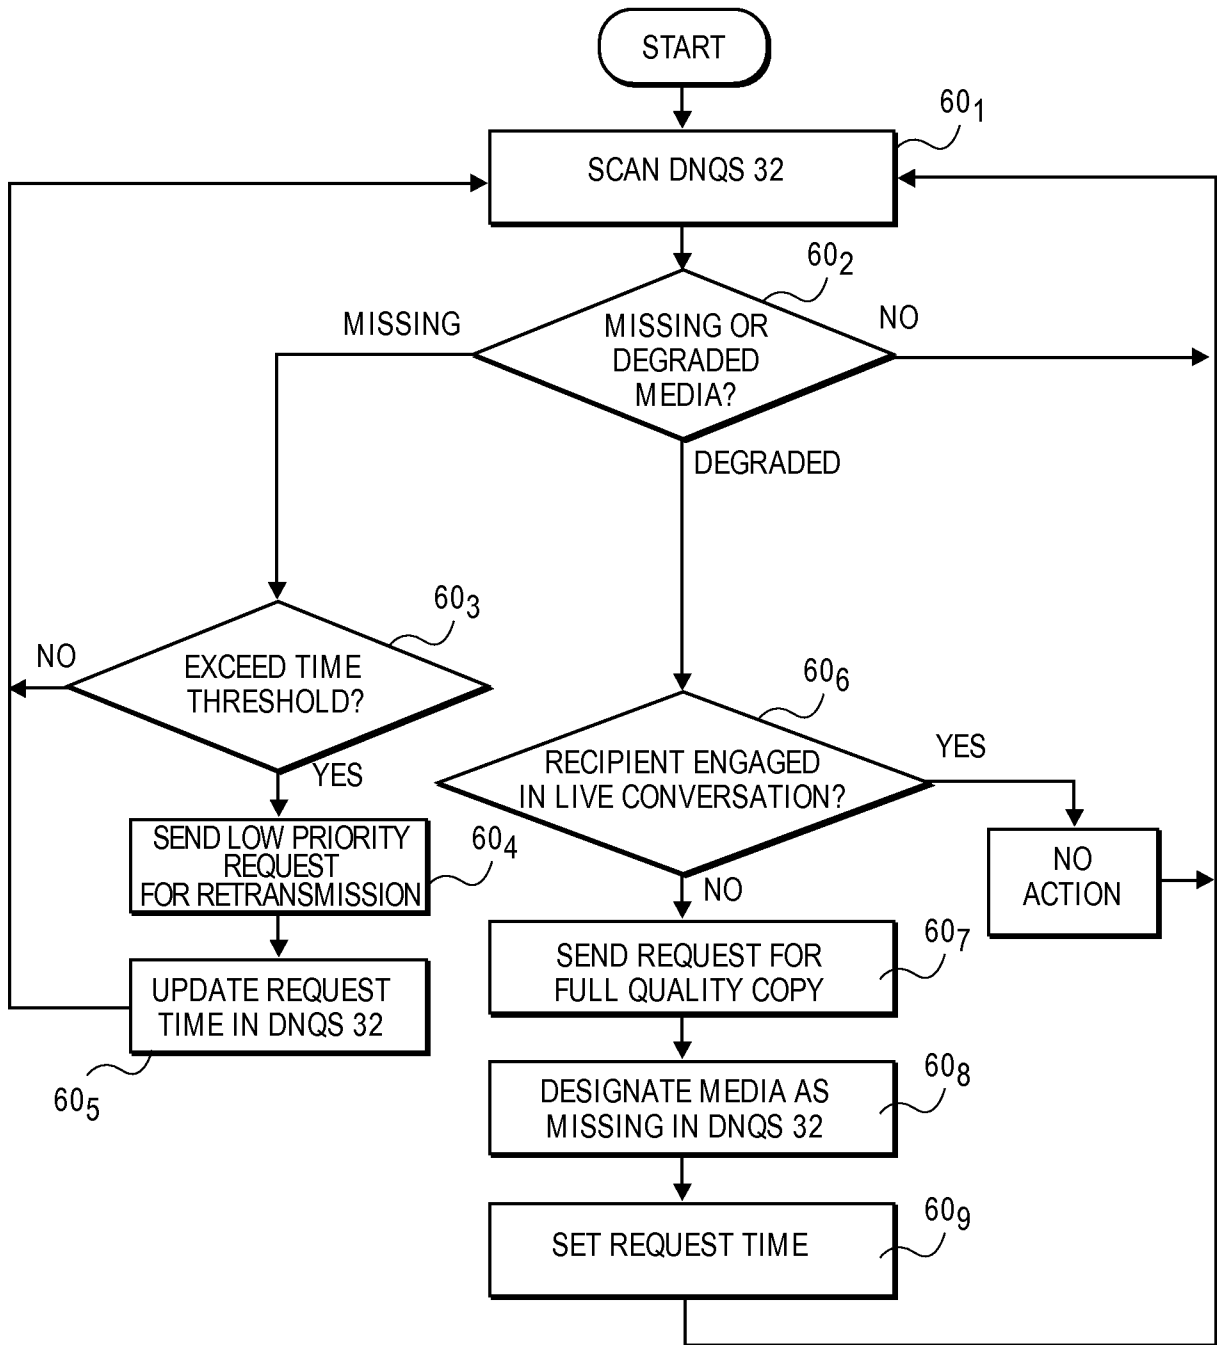 START
60₁
SCAN DNQS 32
60₂
MISSING
MISSING OR
DEGRADED
MEDIA?
NO
DEGRADED
60₃
NO
EXCEED TIME
THRESHOLD?
YES
60₆
RECIPIENT ENGAGED
IN LIVE CONVERSATION?
YES
NO
SEND LOW PRIORITY
REQUEST
FOR RETRANSMISSION
60₄
NO
ACTION
UPDATE REQUEST
TIME IN DNQS 32
60₅
SEND REQUEST FOR
FULL QUALITY COPY
60₇
DESIGNATE MEDIA AS
MISSING IN DNQS 32
60₈
SET REQUEST TIME
60₉